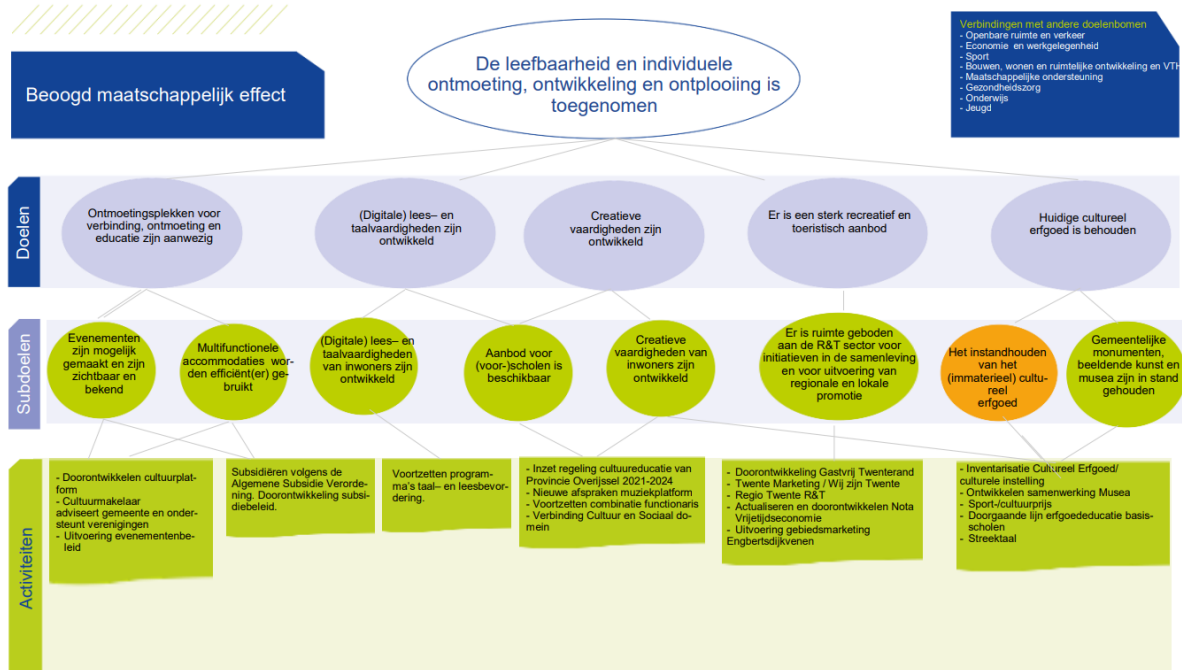 Beoogd maatschappelijk effect
De leefbaarheid en individuele
ontmoeting, ontwikkeling en ontplooiing is
toegenomen
Verbindingen met andere doelenbomen
- Openbare ruimte en verkeer
- Economie en werkgelegenheid
- Sport
- Bouwen, wonen en ruimtelijke ontwikkeling en VTH
- Maatschappelijke ondersteuning
- Gezondheidszorg
- Onderwijs
- Jeugd
Doelen
Ontmoetingsplekken voor
verbinding, ontmoeting en
educatie zijn aanwezig
(Digitale) lees– en
taalvaardigheden zijn
ontwikkeld
Creatieve
vaardigheden zijn
ontwikkeld
Er is een sterk recreatief en
toeristisch aanbod
Huidige cultureel
erfgoed is behouden
Subdoelen
Evenementen
zijn mogelijk
gemaakt en zijn
zichtbaar en
bekend
Multifunctionele
accommodaties wor-
den efficiënt(er) ge-
bruikt
(Digitale) lees– en
taalvaardigheden
van inwoners zijn
ontwikkeld
Aanbod voor
(voor-)scholen is
beschikbaar
Creatieve
vaardigheden van
inwoners zijn
ontwikkeld
Er is ruimte geboden
aan de R&T sector voor
initiatieven in de samenleving
en voor uitvoering van
regionale en lokale
promotie
Het instandhouden
van het
(immaterieel) cultu-
reel
erfgoed
Gemeentelijke
monumenten,
beeldende kunst en
musea zijn in stand
gehouden
Activiteiten
- Doorontwikkelen cultuurplat-
form
- Cultuurmakelaar
adviseert gemeente en onder-
steunt verenigingen
- Uitvoering evenementenbe-
leid
Subsidiëren volgens de
Algemene Subsidie Verorde-
ning. Doorontwikkeling subsi-
diebeleid.
Voortzetten program-
ma's taal– en leesbevor-
dering.
- Inzet regeling cultuureducatie van
Provincie Overijssel 2021-2024
- Nieuwe afspraken muziekplatform
- Voortzetten combinatie functionaris
- Verbinding Cultuur en Sociaal do-
mein
- Doorontwikkeling Gastvrij Twenterand
- Twente Marketing / Wij zijn Twente
- Regio Twente R&T
- Actualiseren en doorontwikkelen Nota
Vrijetijdseconomie
- Uitvoering gebiedsmarketing
Engbertsdijkvenen
- Inventarisatie Cultureel Erfgoed/
culturele instelling
- Ontwikkelen samenwerking Musea
- Sport-/cultuurprijs
- Doorgaande lijn erfgoededucatie basis-
scholen
- Streektaal